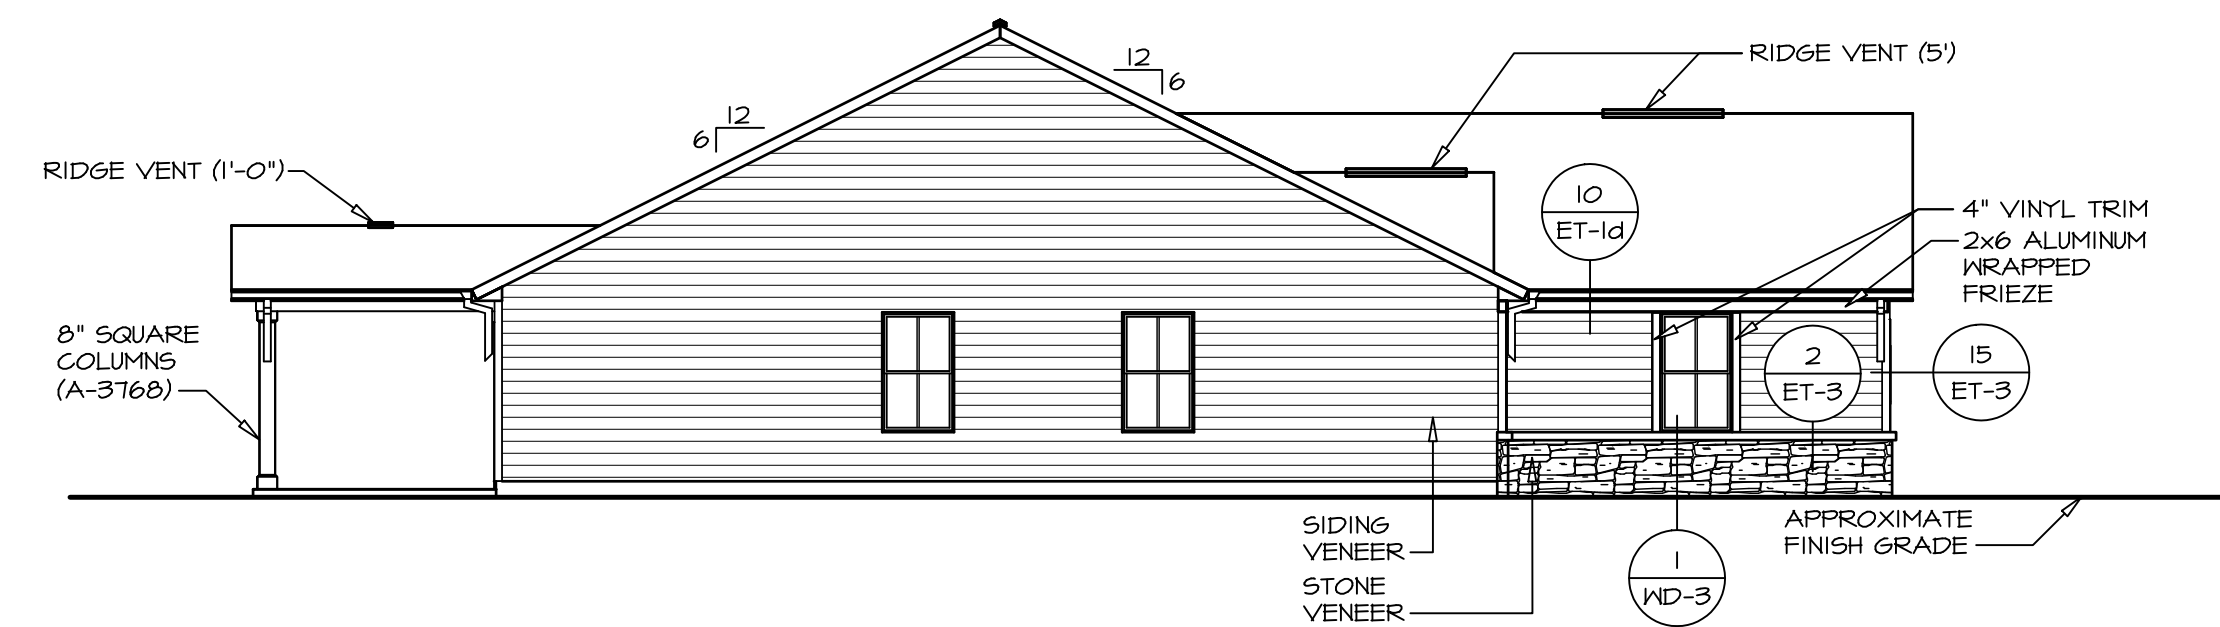 RIDGE VENT (5')
12
6
12
6
RIDGE VENT (1'-0")
10
ET-1d
4" VINYL TRIM
2x6 ALUMINUM
WRAPPED
FRIEZE
8" SQUARE
COLUMNS
(A-3768)
2
ET-3
15
ET-3
SIDING
VENEER
STONE
VENEER
1
WD-3
APPROXIMATE
FINISH GRADE